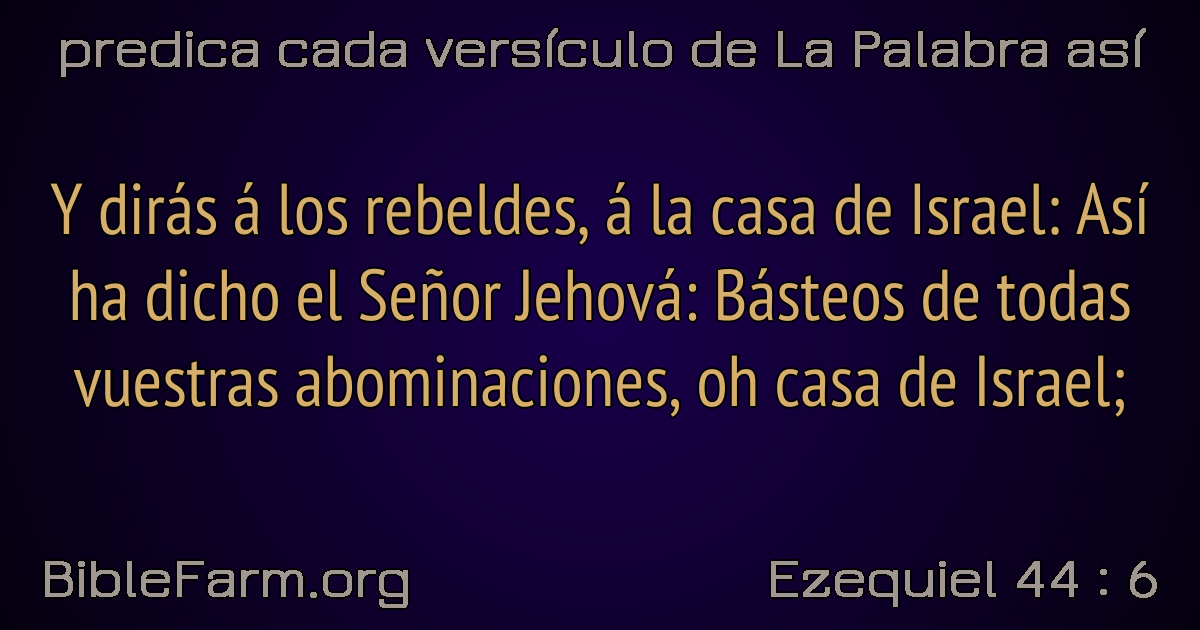 predica cada versículo de La Palabra así
Y dirás á los rebeldes, á la casa de Israel: Así
ha dicho el Señor Jehová: Básteos de todas
vuestras abominaciones, oh casa de Israel;
BibleFarm.org
Ezequiel 44 : 6